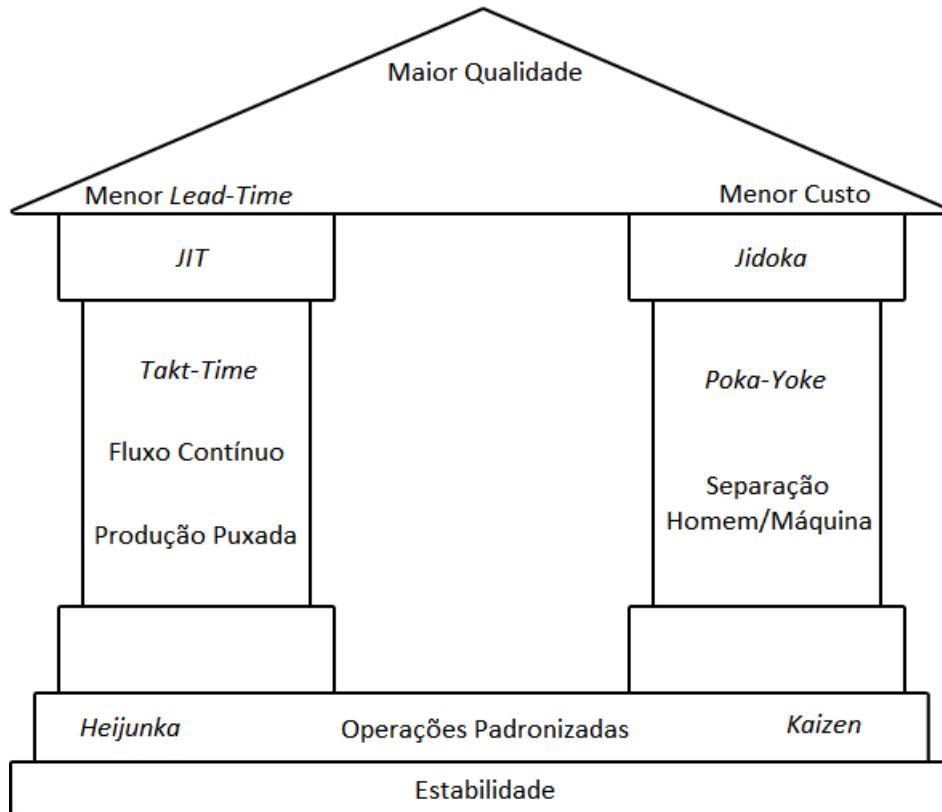 Maior Qualidade
Menor Lead-Time
Menor Custo
JIT
Jidoka
Takt-Time
Fluxo Contínuo
Produção Puxada
Poka-Yoke
Separação
Homem/Máquina
Heijunka
Operações Padronizadas
Kaizen
Estabilidade